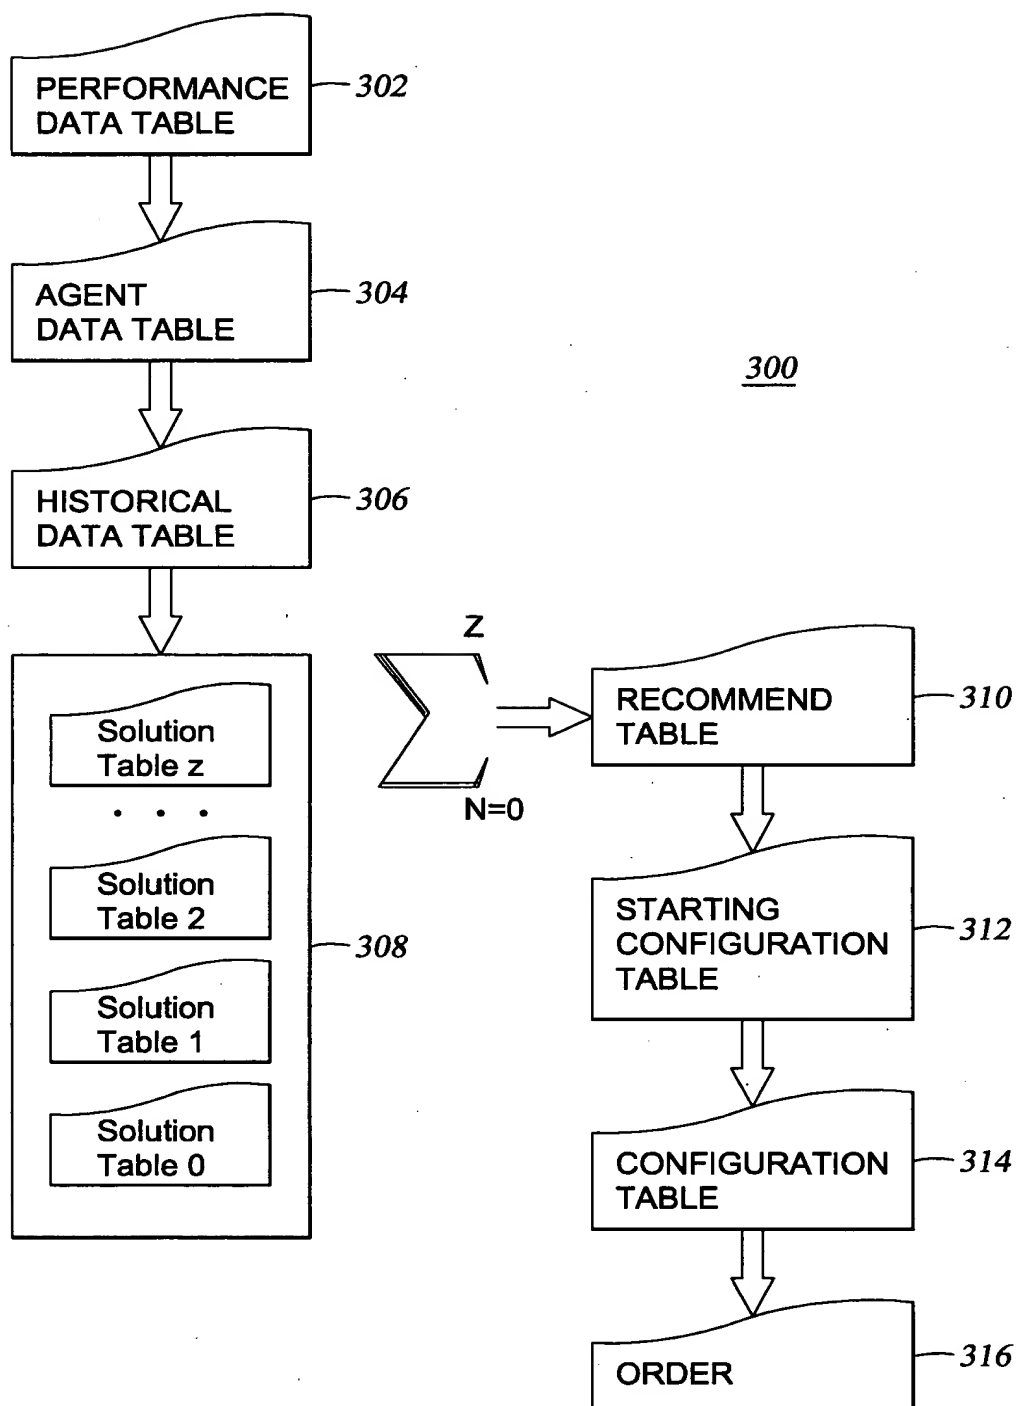 PERFORMANCE
DATA TABLE
302
AGENT
DATA TABLE
304
300
HISTORICAL
DATA TABLE
306
Solution
Table z
. . .
Solution
Table 2
Solution
Table 1
Solution
Table 0
308
Z
N=0
RECOMMEND
TABLE
310
STARTING
CONFIGURATION
TABLE
312
CONFIGURATION
TABLE
314
ORDER
316